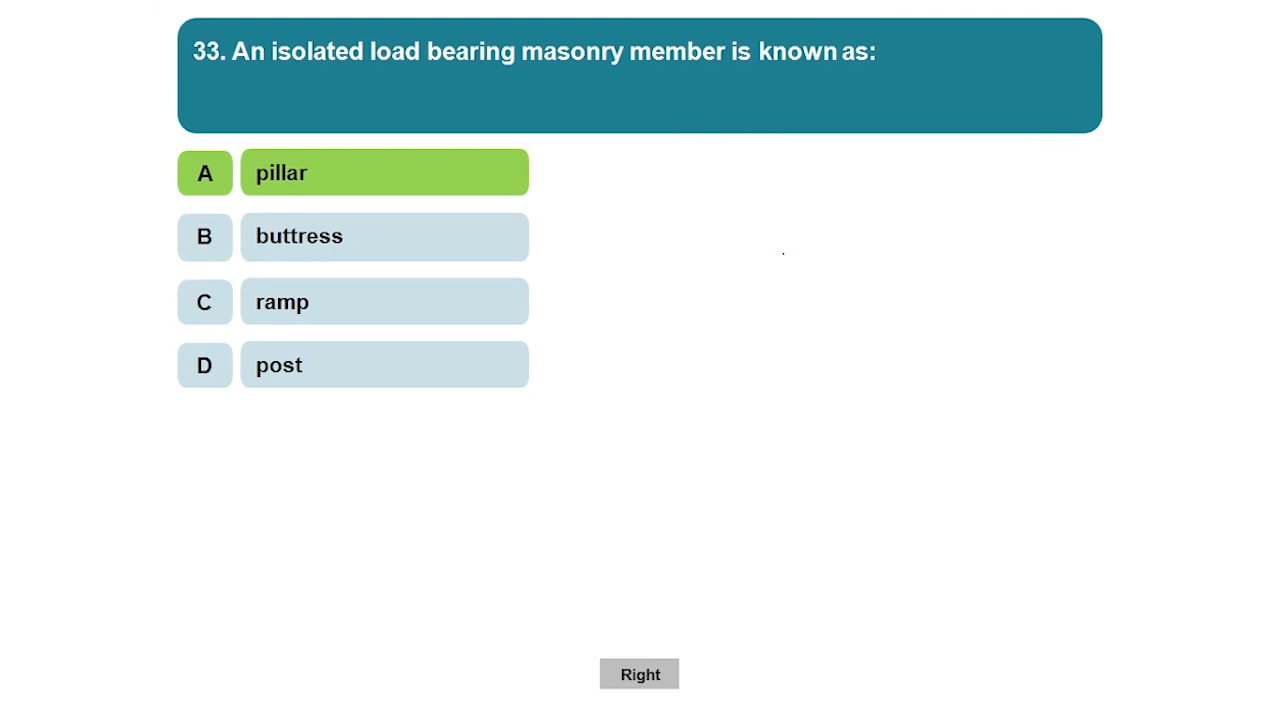 33. An isolated load bearing masonry member is known as:
A pillar
B buttress
C ramp
D post
Right